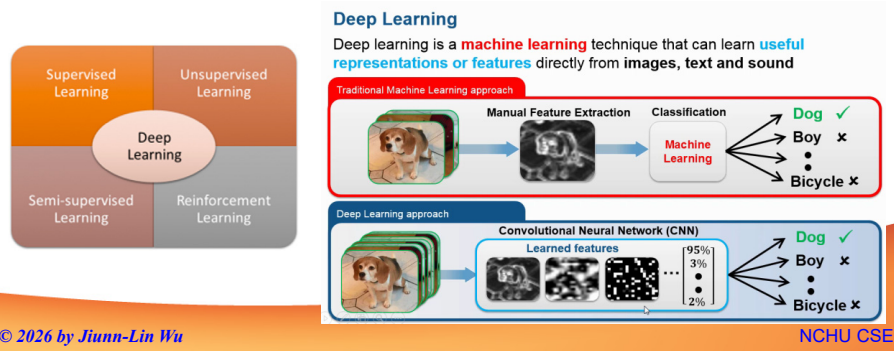 Supervised
Learning
Unsupervised
Learning
Deep
Learning
Semi-supervised
Learning
Reinforcement
Learning
Deep Learning
Deep learning is a machine learning technique that can learn useful
representations or features directly from images, text and sound
Traditional Machine Learning approach
Manual Feature Extraction
Classification
Machine
Learning
Dog ✓
Boy ✘
Bicycle ✘
Deep Learning approach
Convolutional Neural Network (CNN)
Learned features
95%
3%
2%
Dog ✓
Boy ✘
Bicycle ✘
© 2026 by Jiunn-Lin Wu
NCHU CSE